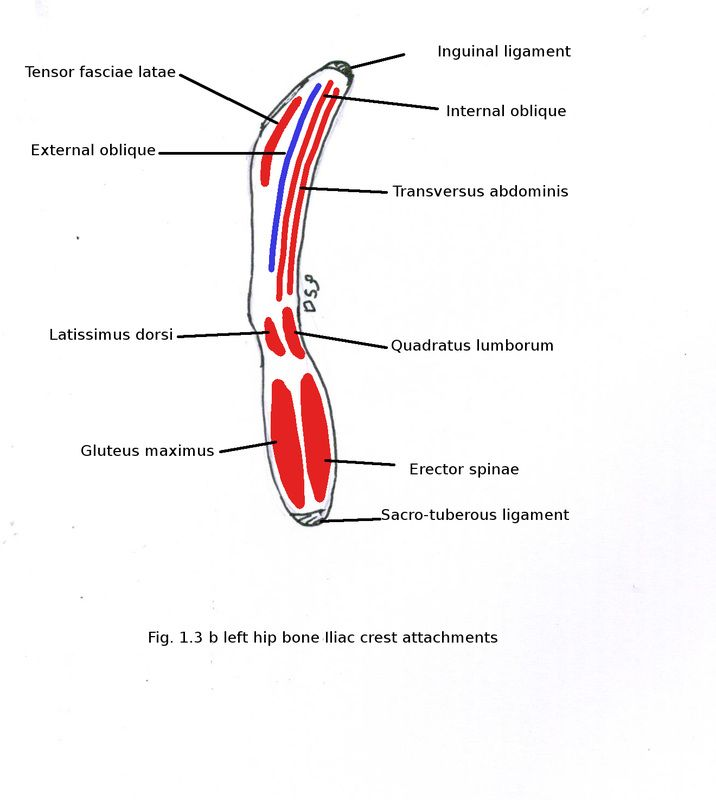 Inguinal ligament
Tensor fasciae latae
Internal oblique
External oblique
Transversus abdominis
DSP
Latissimus dorsi
Quadratus lumborum
Gluteus maximus
Erector spinae
Sacro-tuberous ligament
Fig. 1.3 b left hip bone Iliac crest attachments